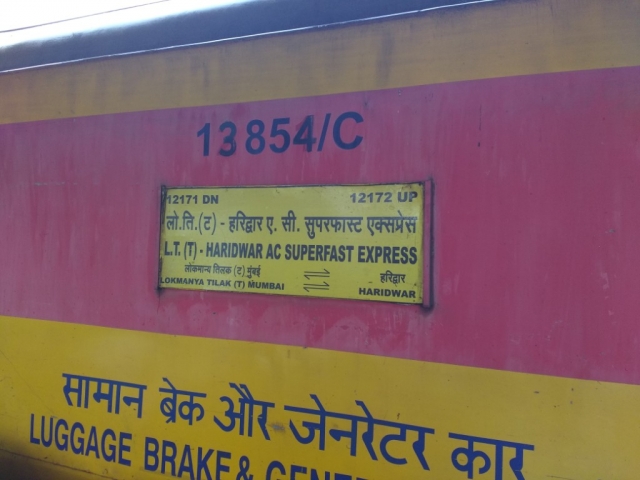 13854/C
12171 DN 12172 UP
लो.ति.(ट) - हरिद्वार ए. सी. सुपरफास्ट एक्सप्रेस
L.T. (T) - HARIDWAR AC SUPERFAST EXPRESS
लोकमान्य तिलक (ट) मुंबई हरिद्वार
LOKMANYA TILAK (T) MUMBAI HARIDWAR
सामान ब्रेक और जेनरेटर कार
LUGGAGE BRAKE &